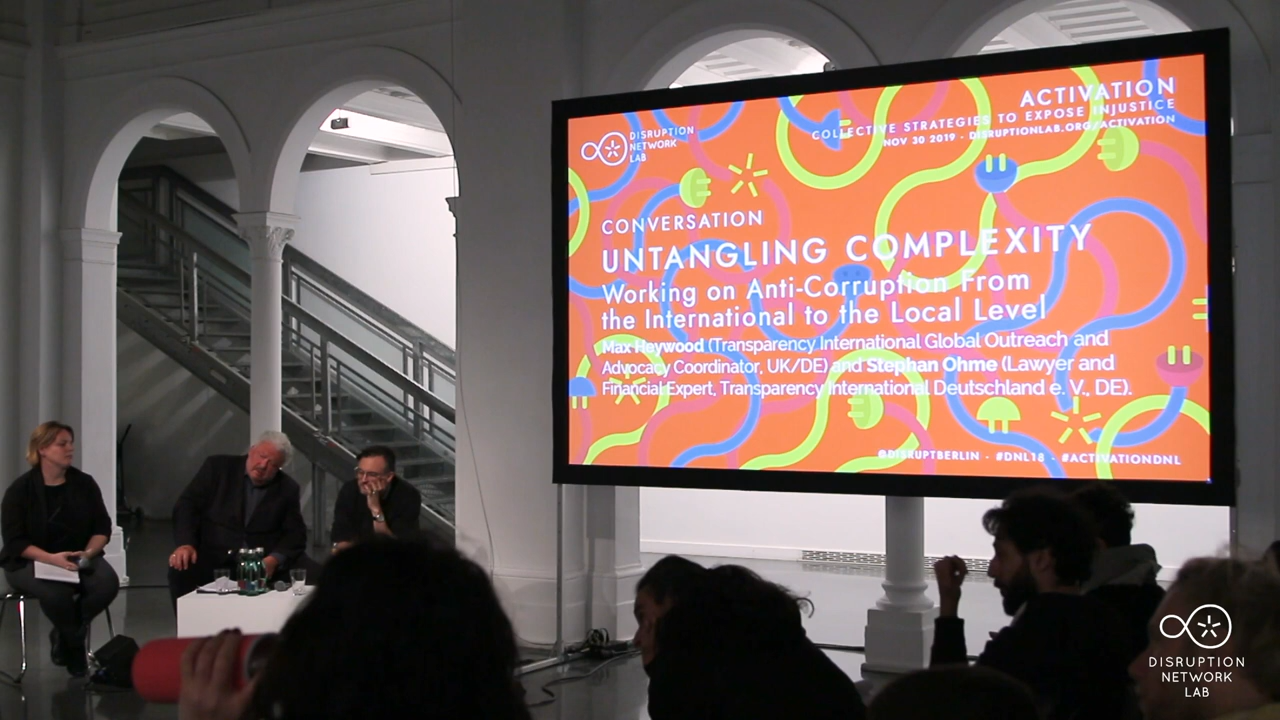 DISRUPTION
NETWORK
LAB
ACTIVATION
COLLECTIVE STRATEGIES TO EXPOSE INJUSTICE
NOV 30 2019 · DISRUPTIONLAB.ORG/ACTIVATION
CONVERSATION
UNTANGLING COMPLEXITY
Working on Anti-Corruption From
the International to the Local Level
Max Heywood (Transparency International Global Outreach and
Advocacy Coordinator, UK/DE) and Stephan Ohme (Lawyer and
Financial Expert, Transparency International Deutschland e. V., DE).
@DISRUPTBERLIN · #DNL18 · #ACTIVATIONDNL
DISRUPTION
NETWORK
LAB